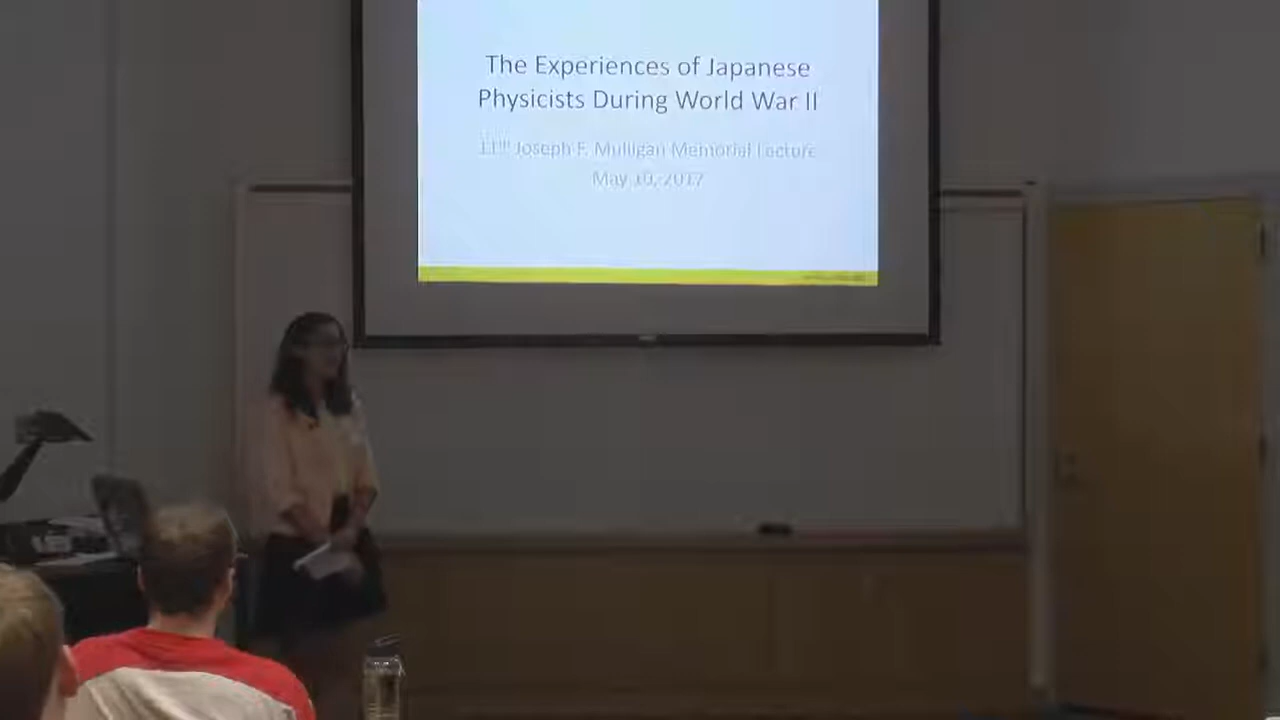 The Experiences of Japanese
Physicists During World War II
11th Joseph F. Mulligan Memorial Lecture
May 10, 2017